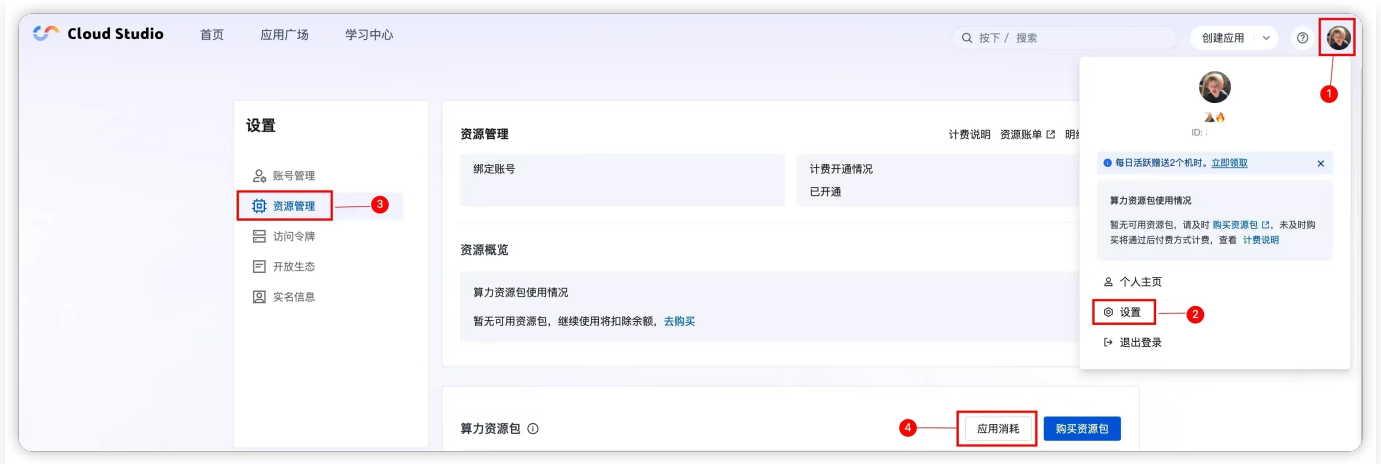 Cloud Studio 首页 应用广场 学习中心 按下 / 搜索 创建应用
1
ID: :
每日活跃赠送2个机时。立即领取
算力资源包使用情况
暂无可用资源包，请及时 购买资源包，未及时购
买将通过后付费方式计费，查看 计费说明
个人主页
设置 2
退出登录
设置
账号管理
资源管理 3
访问令牌
开放生态
实名信息
资源管理 计费说明 资源账单
绑定账号
计费开通情况
已开通
资源概览
算力资源包使用情况
暂无可用资源包，继续使用将扣除余额，去购买
算力资源包 4 应用消耗 购买资源包